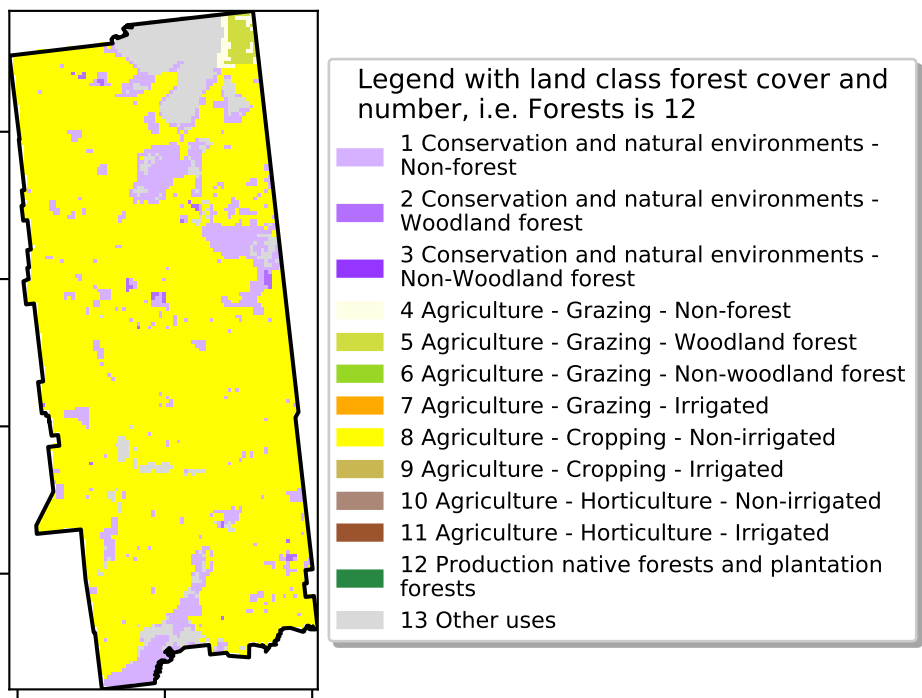 Legend with land class forest cover and
number, i.e. Forests is 12
1 Conservation and natural environments -
Non-forest
2 Conservation and natural environments -
Woodland forest
3 Conservation and natural environments -
Non-Woodland forest
4 Agriculture - Grazing - Non-forest
5 Agriculture - Grazing - Woodland forest
6 Agriculture - Grazing - Non-woodland forest
7 Agriculture - Grazing - Irrigated
8 Agriculture - Cropping - Non-irrigated
9 Agriculture - Cropping - Irrigated
10 Agriculture - Horticulture - Non-irrigated
11 Agriculture - Horticulture - Irrigated
12 Production native forests and plantation
forests
13 Other uses